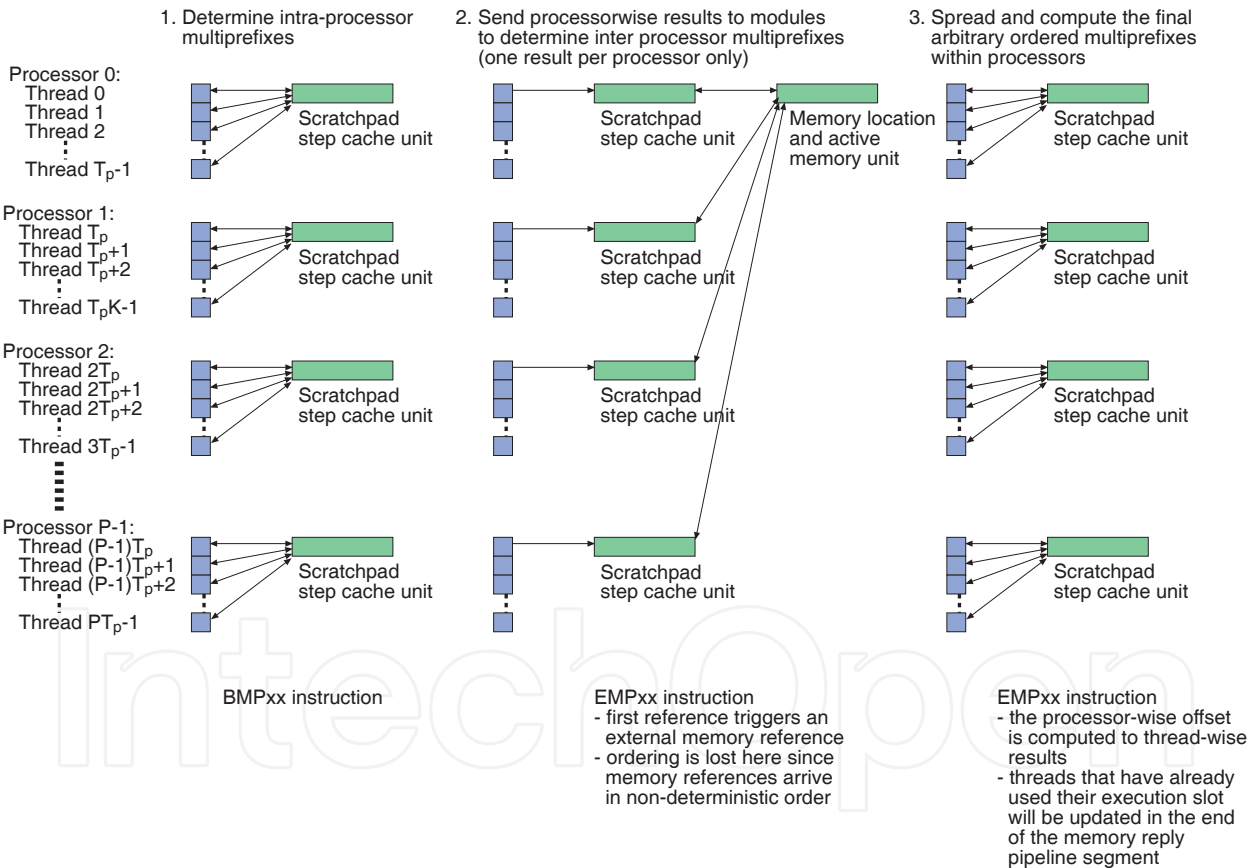 1. Determine intra-processor
multiprefixes
2. Send processorwise results to modules
to determine inter processor multiprefixes
(one result per processor only)
3. Spread and compute the final
arbitrary ordered multiprefixes
within processors
Processor 0:
Thread 0
Thread 1
Thread 2
Thread Tp-1
Scratchpad
step cache unit
Scratchpad
step cache unit
Memory location
and active
memory unit
Scratchpad
step cache unit
Processor 1:
Thread Tp
Thread Tp+1
Thread Tp+2
Thread TpK-1
Scratchpad
step cache unit
Scratchpad
step cache unit
Scratchpad
step cache unit
Processor 2:
Thread 2Tp
Thread 2Tp+1
Thread 2Tp+2
Thread 3Tp-1
Scratchpad
step cache unit
Scratchpad
step cache unit
Scratchpad
step cache unit
Processor P-1:
Thread (P-1)Tp
Thread (P-1)Tp+1
Thread (P-1)Tp+2
Thread PTp-1
Scratchpad
step cache unit
Scratchpad
step cache unit
Scratchpad
step cache unit
IntechOpen
BMPxx instruction
EMPxx instruction
- first reference triggers an
external memory reference
- ordering is lost here since
memory references arrive
in non-deterministic order
EMPxx instruction
- the processor-wise offset
is computed to thread-wise
results
- threads that have already
used their execution slot
will be updated in the end
of the memory reply
pipeline segment